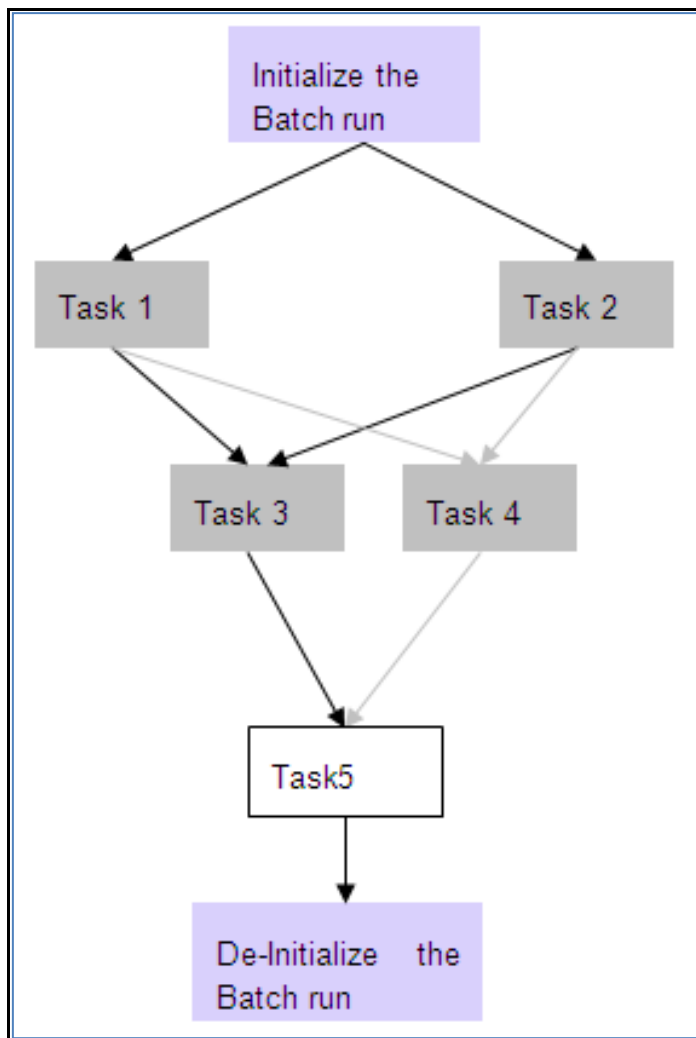 Initialize the
Batch run
Task 1
Task 2
Task 3
Task 4
Task5
De-Initialize the
Batch run